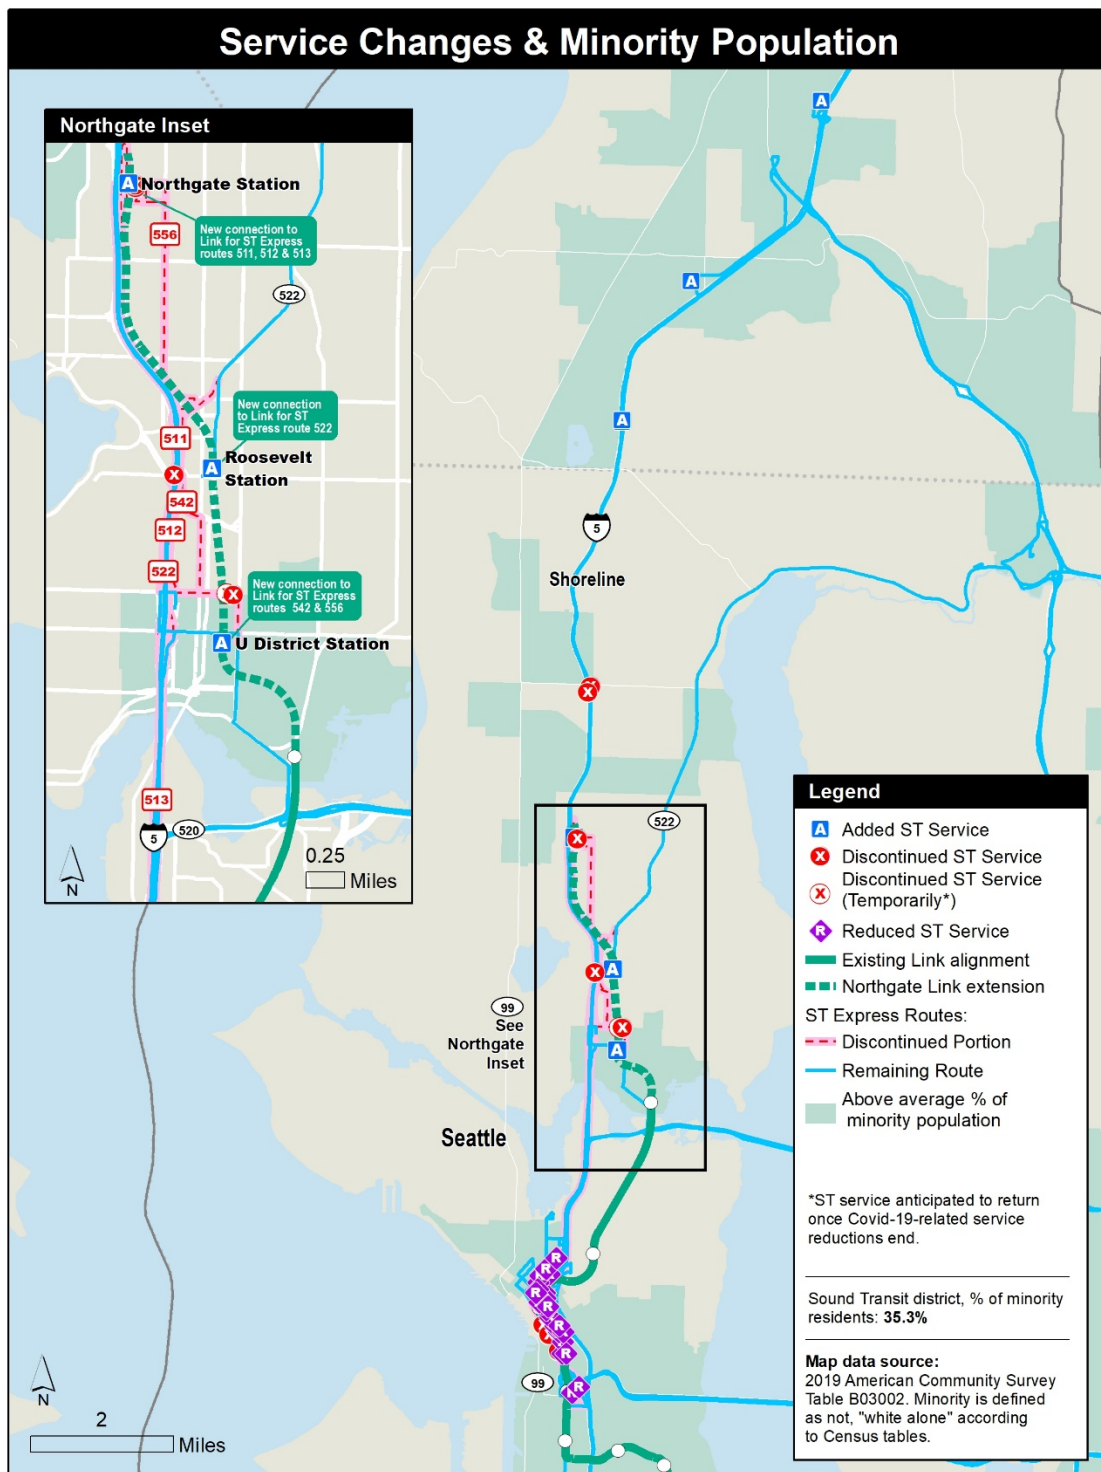 Service Changes & Minority Population
Northgate Inset
A Northgate Station
New connection to
Link for ST Express
routes 511, 512 & 513
556
522
New connection
to Link for ST
Express route 522
511
A Roosevelt
Station
X
542
512
522
New connection to
Link for ST Express
routes 542 & 556
X
A U District Station
513
5
520
0.25
Miles
N
A
A
A
5
Shoreline
X
522
X
A
X
99
See
Northgate
Inset
X
A
Seattle
R
R
R
R
R
R
R
99
N
2
Miles
Legend
A Added ST Service
X Discontinued ST Service
X Discontinued ST Service
(Temporarily*)
R Reduced ST Service
Existing Link alignment
Northgate Link extension
ST Express Routes:
Discontinued Portion
Remaining Route
Above average % of
minority population
*ST service anticipated to return
once Covid-19-related service
reductions end.
Sound Transit district, % of minority
residents: 35.3%
Map data source:
2019 American Community Survey
Table B03002. Minority is defined
as not, "white alone" according
to Census tables.